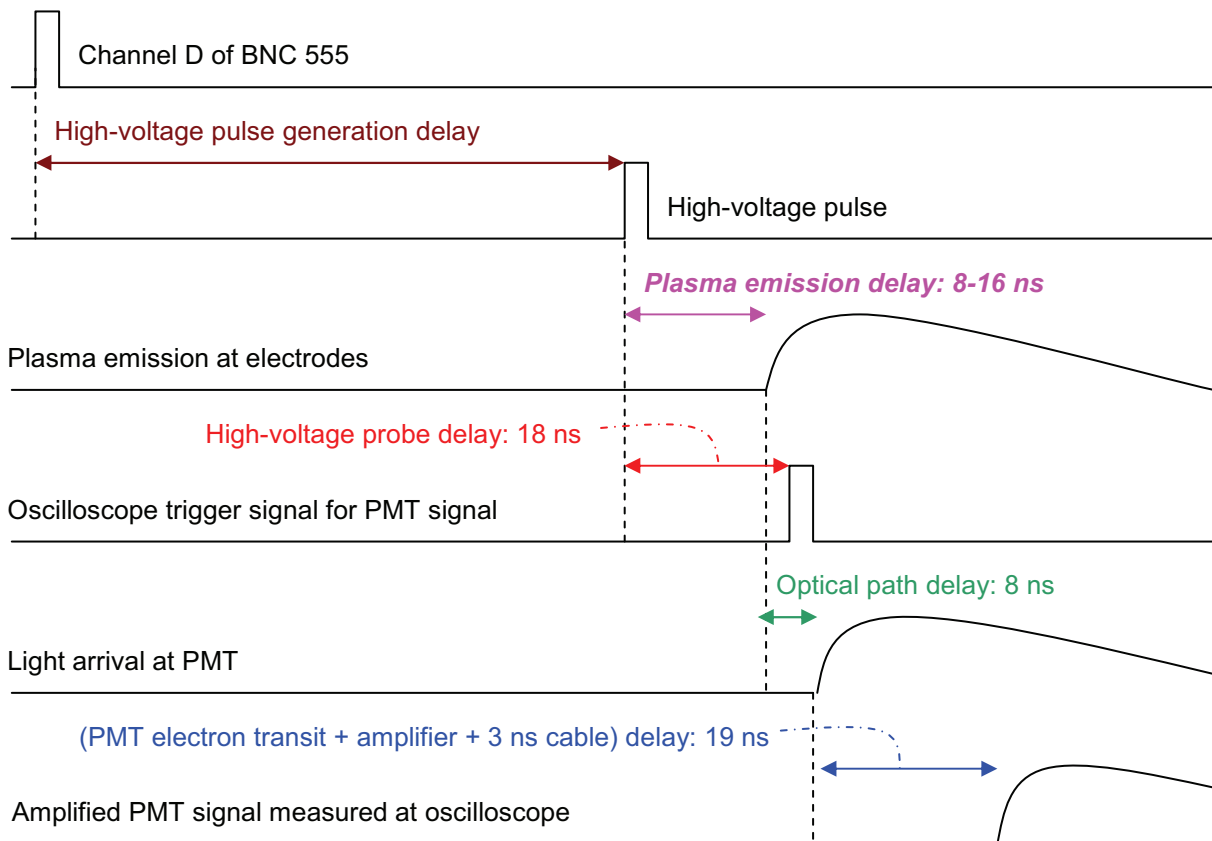 Channel D of BNC 555
High-voltage pulse generation delay
High-voltage pulse
Plasma emission delay: 8-16 ns
Plasma emission at electrodes
High-voltage probe delay: 18 ns
Oscilloscope trigger signal for PMT signal
Optical path delay: 8 ns
Light arrival at PMT
(PMT electron transit + amplifier + 3 ns cable) delay: 19 ns
Amplified PMT signal measured at oscilloscope